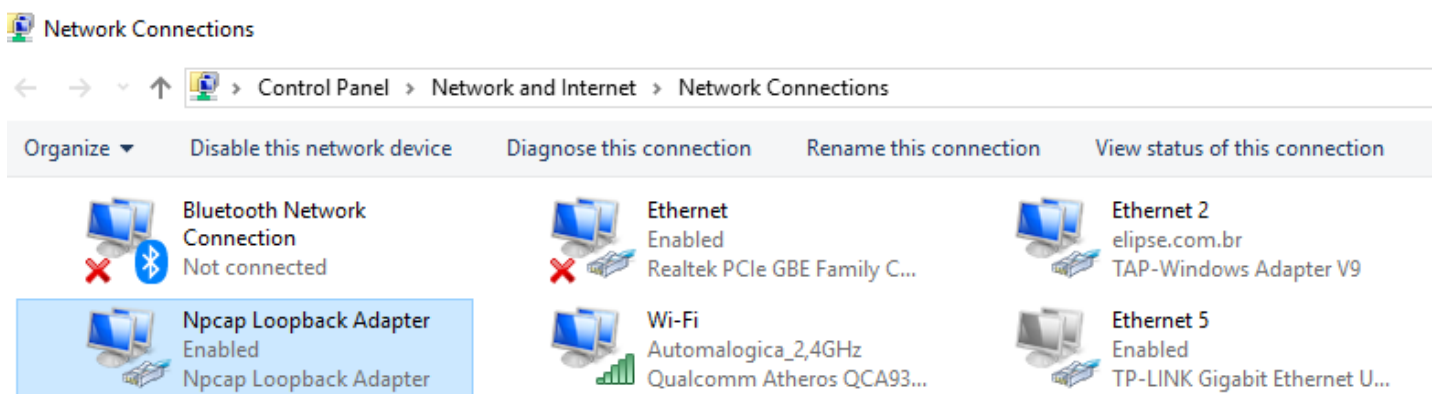 Network Connections
Control Panel > Network and Internet > Network Connections
Organize Disable this network device Diagnose this connection Rename this connection View status of this connection
Bluetooth Network
Connection
Not connected
Ethernet
Enabled
Realtek PCIe GBE Family C...
Ethernet 2
elipse.com.br
TAP-Windows Adapter V9
Npcap Loopback Adapter
Enabled
Npcap Loopback Adapter
Wi-Fi
Automalogica_2,4GHz
Qualcomm Atheros QCA93...
Ethernet 5
Enabled
TP-LINK Gigabit Ethernet U...